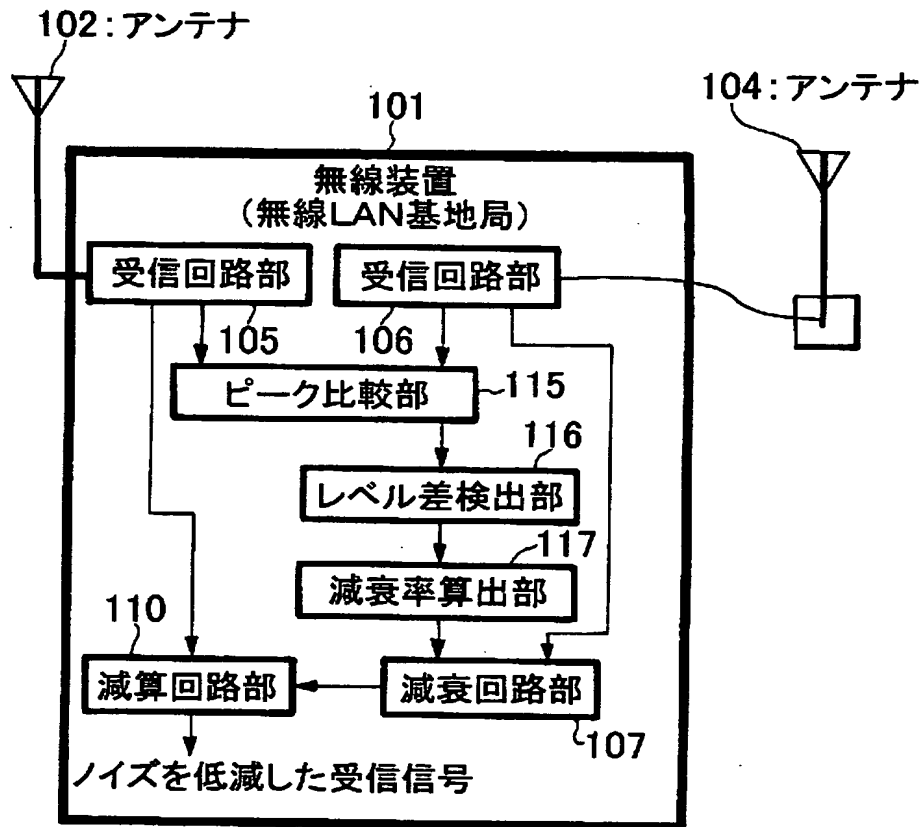 102：アンテナ
104：アンテナ
101
無線装置
（無線LAN基地局）
受信回路部
受信回路部
105
106
ピーク比較部
115
116
レベル差検出部
117
減衰率算出部
110
減算回路部
減衰回路部
107
ノイズを低減した受信信号